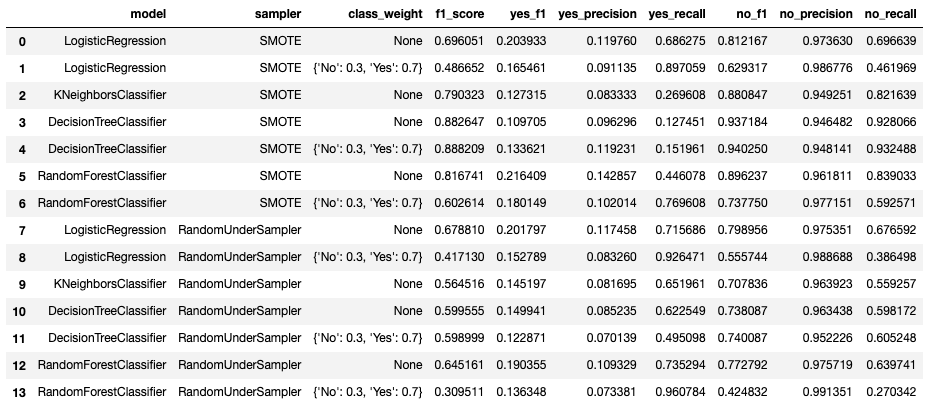 model sampler class_weight f1_score yes_f1 yes_precision yes_recall no_f1 no_precision no_recall
0 LogisticRegression SMOTE None 0.696051 0.203933 0.119760 0.686275 0.812167 0.973630 0.696639
1 LogisticRegression SMOTE {'No': 0.3, 'Yes': 0.7} 0.486652 0.165461 0.091135 0.897059 0.629317 0.986776 0.461969
2 KNeighborsClassifier SMOTE None 0.790323 0.127315 0.083333 0.269608 0.880847 0.949251 0.821639
3 DecisionTreeClassifier SMOTE None 0.882647 0.109705 0.096296 0.127451 0.937184 0.946482 0.928066
4 DecisionTreeClassifier SMOTE {'No': 0.3, 'Yes': 0.7} 0.888209 0.133621 0.119231 0.151961 0.940250 0.948141 0.932488
5 RandomForestClassifier SMOTE None 0.816741 0.216409 0.142857 0.446078 0.896237 0.961811 0.839033
6 RandomForestClassifier SMOTE {'No': 0.3, 'Yes': 0.7} 0.602614 0.180149 0.102014 0.769608 0.737750 0.977151 0.592571
7 LogisticRegression RandomUnderSampler None 0.678810 0.201797 0.117458 0.715686 0.798956 0.975351 0.676592
8 LogisticRegression RandomUnderSampler {'No': 0.3, 'Yes': 0.7} 0.417130 0.152789 0.083260 0.926471 0.555744 0.988688 0.386498
9 KNeighborsClassifier RandomUnderSampler None 0.564516 0.145197 0.081695 0.651961 0.707836 0.963923 0.559257
10 DecisionTreeClassifier RandomUnderSampler None 0.599555 0.149941 0.085235 0.622549 0.738087 0.963438 0.598172
11 DecisionTreeClassifier RandomUnderSampler {'No': 0.3, 'Yes': 0.7} 0.598999 0.122871 0.070139 0.495098 0.740087 0.952226 0.605248
12 RandomForestClassifier RandomUnderSampler None 0.645161 0.190355 0.109329 0.735294 0.772792 0.975719 0.639741
13 RandomForestClassifier RandomUnderSampler {'No': 0.3, 'Yes': 0.7} 0.309511 0.136348 0.073381 0.960784 0.424832 0.991351 0.270342